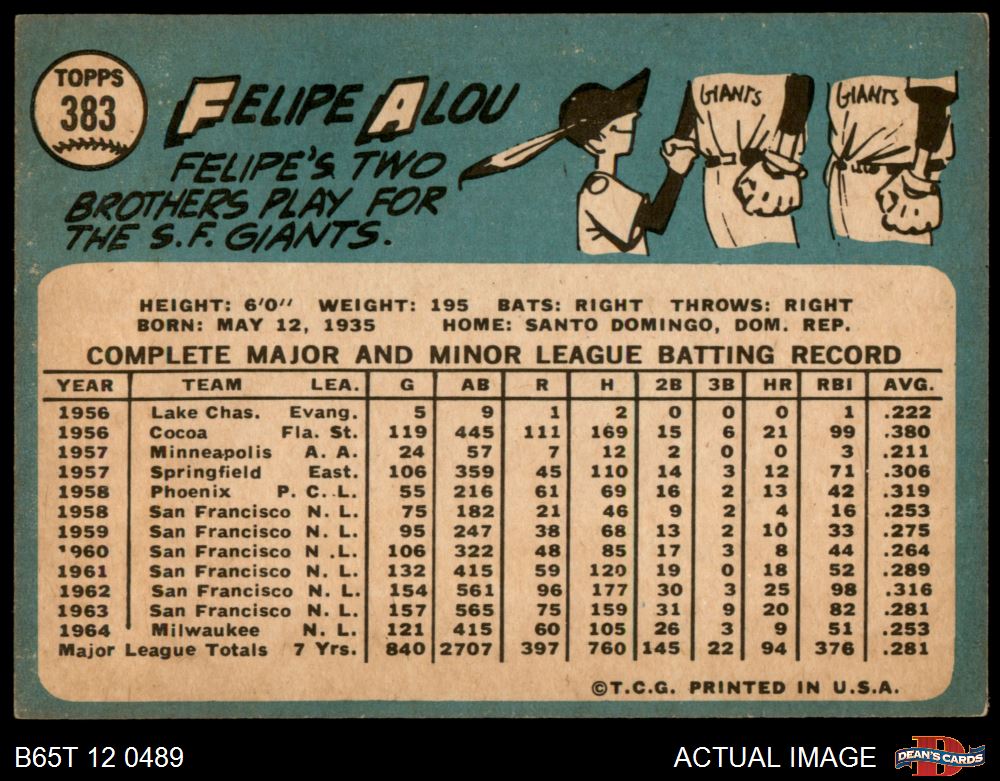 TOPPS
383
FELIPE ALOU
FELIPE'S TWO
BROTHERS PLAY FOR
THE S.F. GIANTS.
GIANTS
GIANTS
HEIGHT: 6'0" WEIGHT: 195 BATS: RIGHT THROWS: RIGHT
BORN: MAY 12, 1935 HOME: SANTO DOMINGO, DOM. REP.
COMPLETE MAJOR AND MINOR LEAGUE BATTING RECORD
YEAR TEAM LEA. G AB R H 2B 3B HR RBI AVG.
1956 Lake Chas. Evang. 5 9 1 2 0 0 0 1 .222
1956 Cocoa Fla. St. 119 445 111 169 15 6 21 99 .380
1957 Minneapolis A. A. 24 57 7 12 2 0 0 3 .211
1957 Springfield East. 106 359 45 110 14 3 12 71 .306
1958 Phoenix P. C. L. 55 216 61 69 16 2 13 42 .319
1958 San Francisco N. L. 75 182 21 46 9 2 4 16 .253
1959 San Francisco N. L. 95 247 38 68 13 2 10 33 .275
1960 San Francisco N .L. 106 322 48 85 17 3 8 44 .264
1961 San Francisco N. L. 132 415 59 120 19 0 18 52 .289
1962 San Francisco N. L. 154 561 96 177 30 3 25 98 .316
1963 San Francisco N. L. 157 565 75 159 31 9 20 82 .281
1964 Milwaukee N. L. 121 415 60 105 26 3 9 51 .253
Major League Totals 7 Yrs. 840 2707 397 760 145 22 94 376 .281
©T.C.G. PRINTED IN U.S.A.
B65T 12 0489 ACTUAL IMAGE
D
DEAN'S CARDS